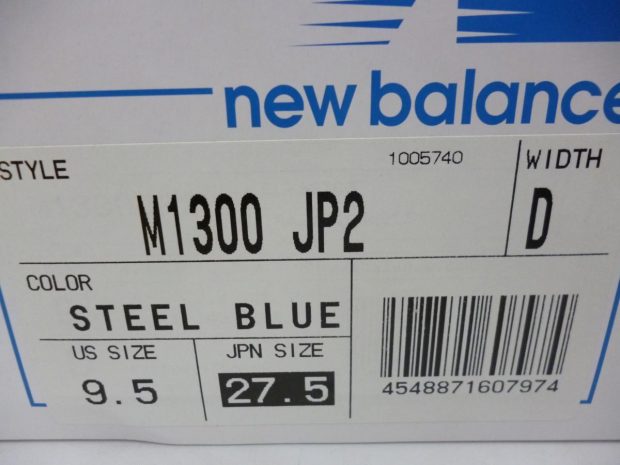 new balance
STYLE
1005740
WIDTH
M1300 JP2
D
COLOR
STEEL BLUE
US SIZE
JPN SIZE
9.5
27.5
4548871607974